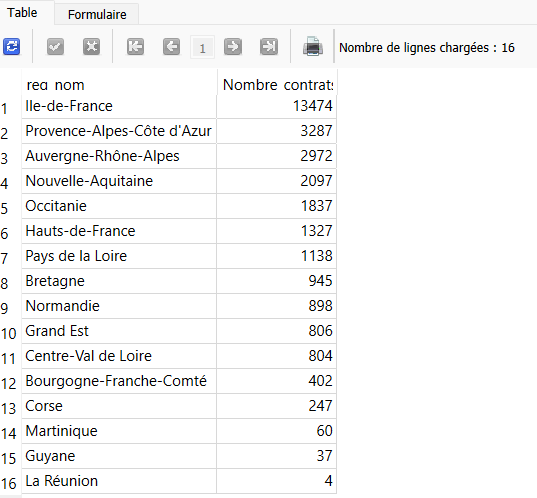 Table Formulaire
1 Nombre de lignes chargées : 16
reg_nom Nombre_contrats
1 Ile-de-France 13474
2 Provence-Alpes-Côte d'Azur 3287
3 Auvergne-Rhône-Alpes 2972
4 Nouvelle-Aquitaine 2097
5 Occitanie 1837
6 Hauts-de-France 1327
7 Pays de la Loire 1138
8 Bretagne 945
9 Normandie 898
10 Grand Est 806
11 Centre-Val de Loire 804
12 Bourgogne-Franche-Comté 402
13 Corse 247
14 Martinique 60
15 Guyane 37
16 La Réunion 4